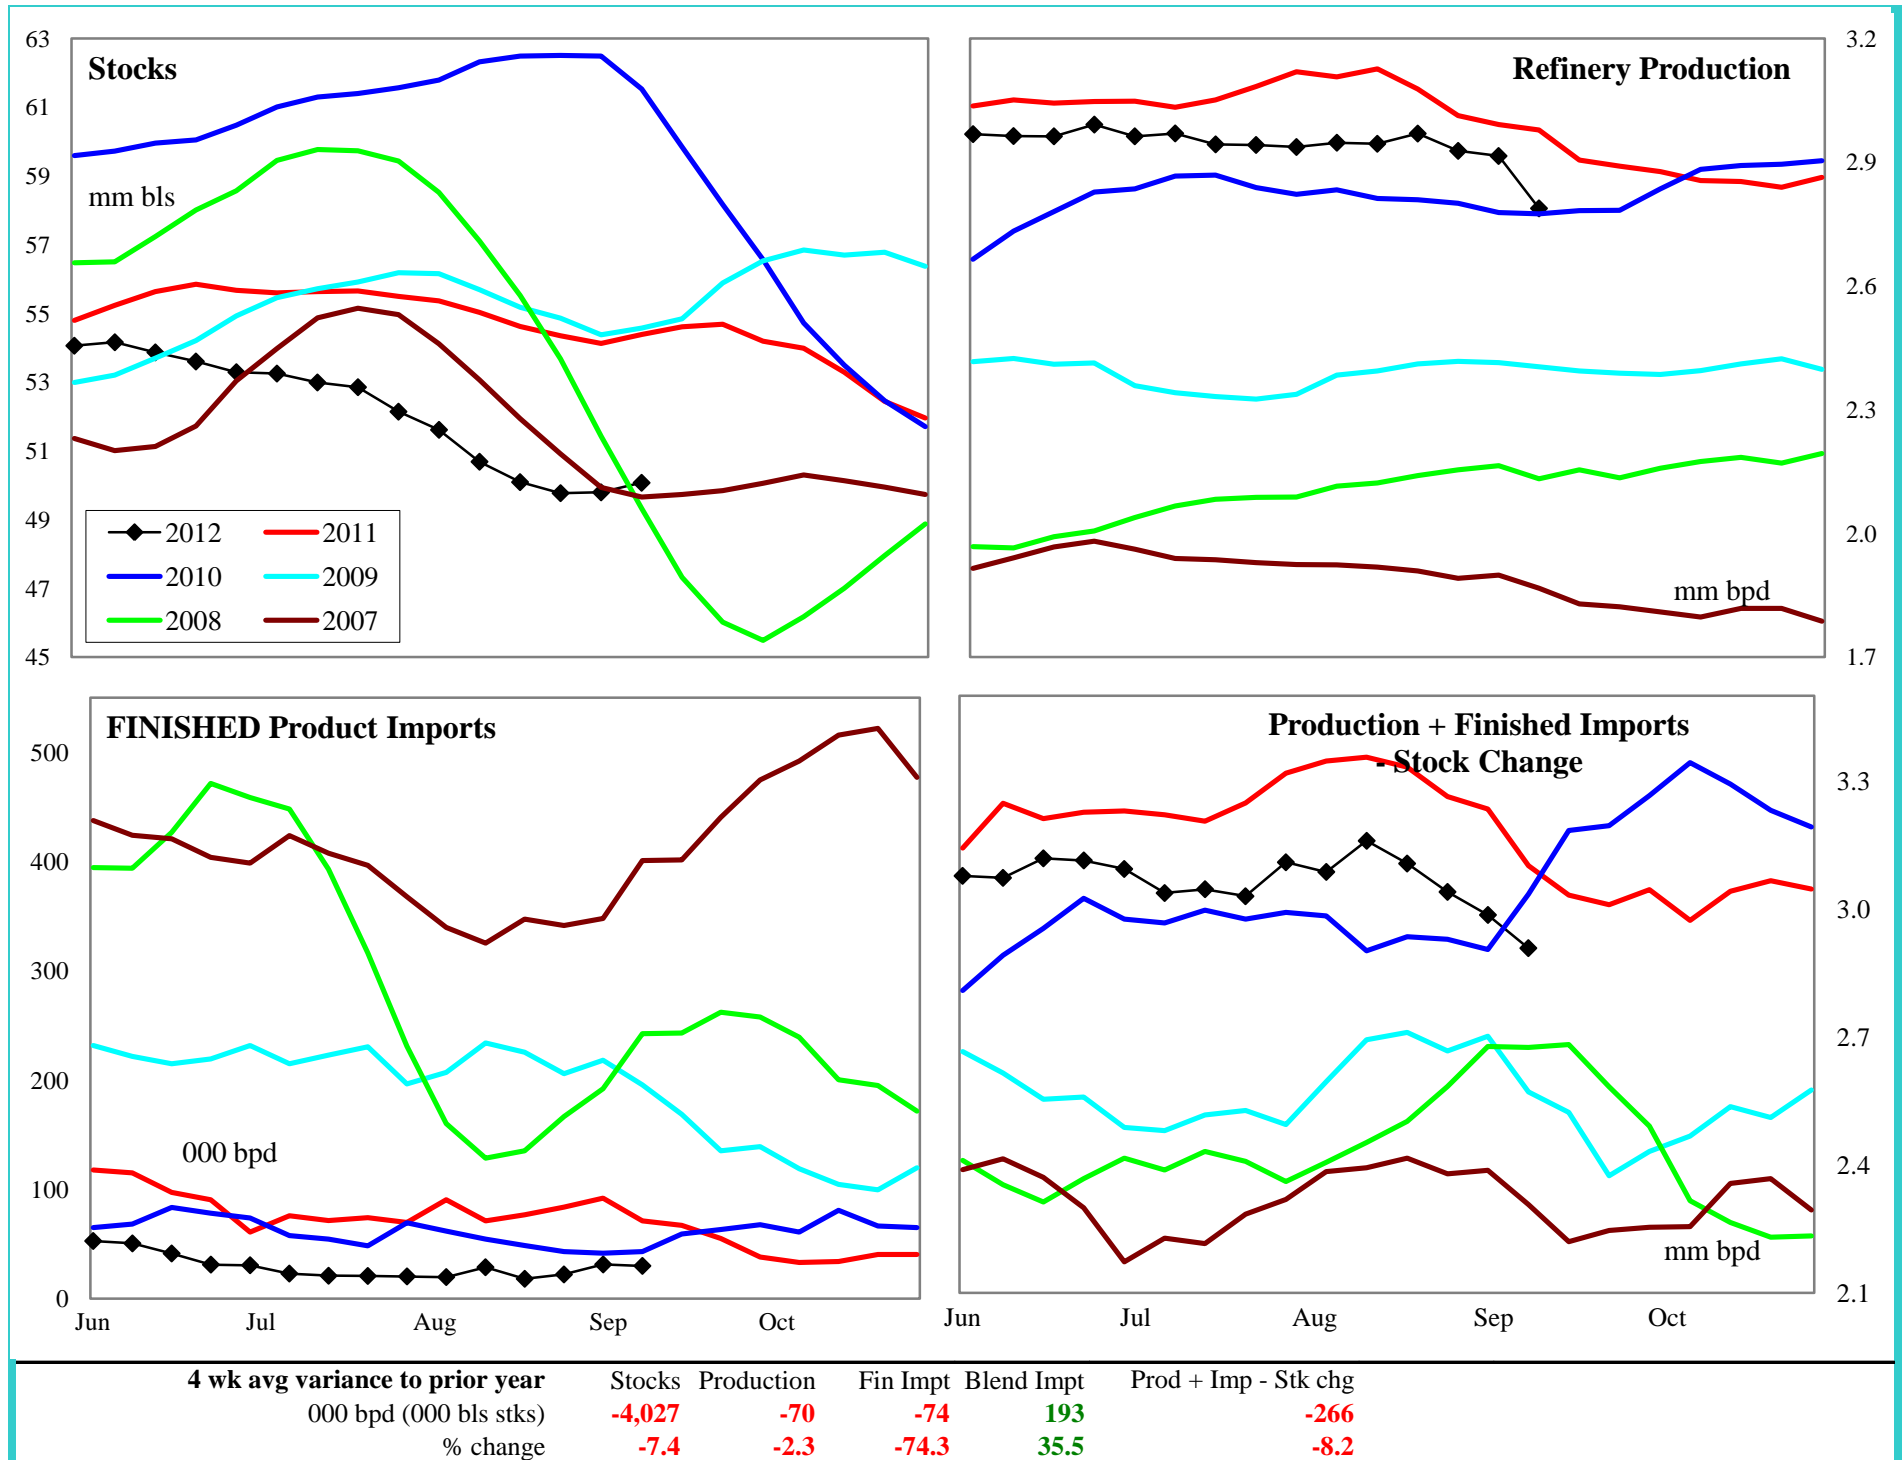 63
61
59
57
55
53
51
49
47
45
Stocks
mm bls
2012 2011
2010 2009
2008 2007
Refinery Production
mm bpd
3.2
2.9
2.6
2.3
2.0
1.7
500
400
300
200
100
0
FINISHED Product Imports
000 bpd
Jun Jul Aug Sep Oct
Production + Finished Imports
- Stock Change
mm bpd
3.3
3.0
2.7
2.4
2.1
Jun Jul Aug Sep Oct
4 wk avg variance to prior year Stocks Production Fin Impt Blend Impt Prod + Imp - Stk chg
000 bpd (000 bls stks) -4,027 -70 -74 193 -266
% change -7.4 -2.3 -74.3 35.5 -8.2